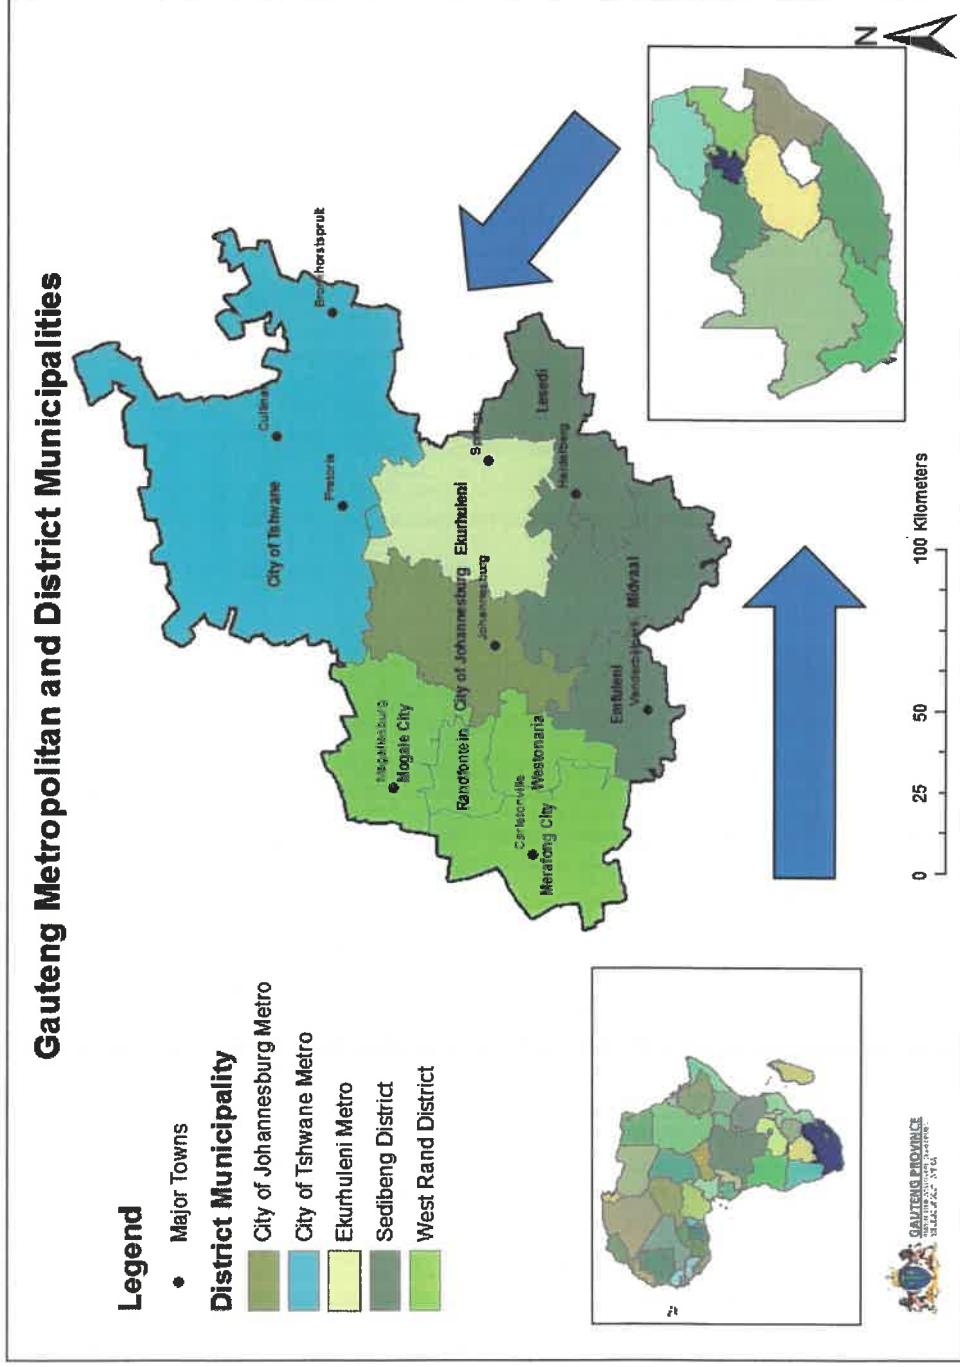 Gauteng Metropolitan and District Municipalities
Legend
Major Towns
District Municipality
City of Johannesburg Metro
City of Tshwane Metro
Ekurhuleni Metro
Sedibeng District
West Rand District
City of Tshwane
Cullinan
Pretoria
Bronkhorstspruit
Magaliesburg
Mogale City
Randfontein
City of Johannesburg
Johannesburg
Ekurhuleni
Springs
Carletonville
Merafong City
Westonaria
Lesedi
Heidelberg
Emfuleni
Midvaal
0 25 50 100 Kilometers
N
GAUTENG PROVINCE